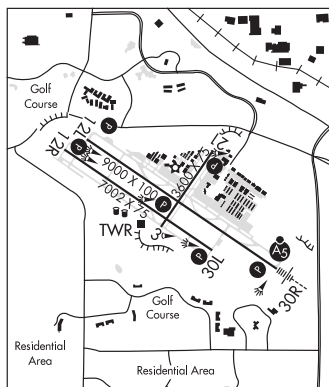 Golf
Course
12L
12R
P
P
9000 X 100
7002 X 75
3600 X 75
21
P
P
TWR
3
30L
P
P
A5
30R
Golf
Course
Residential
Area
Residential Area